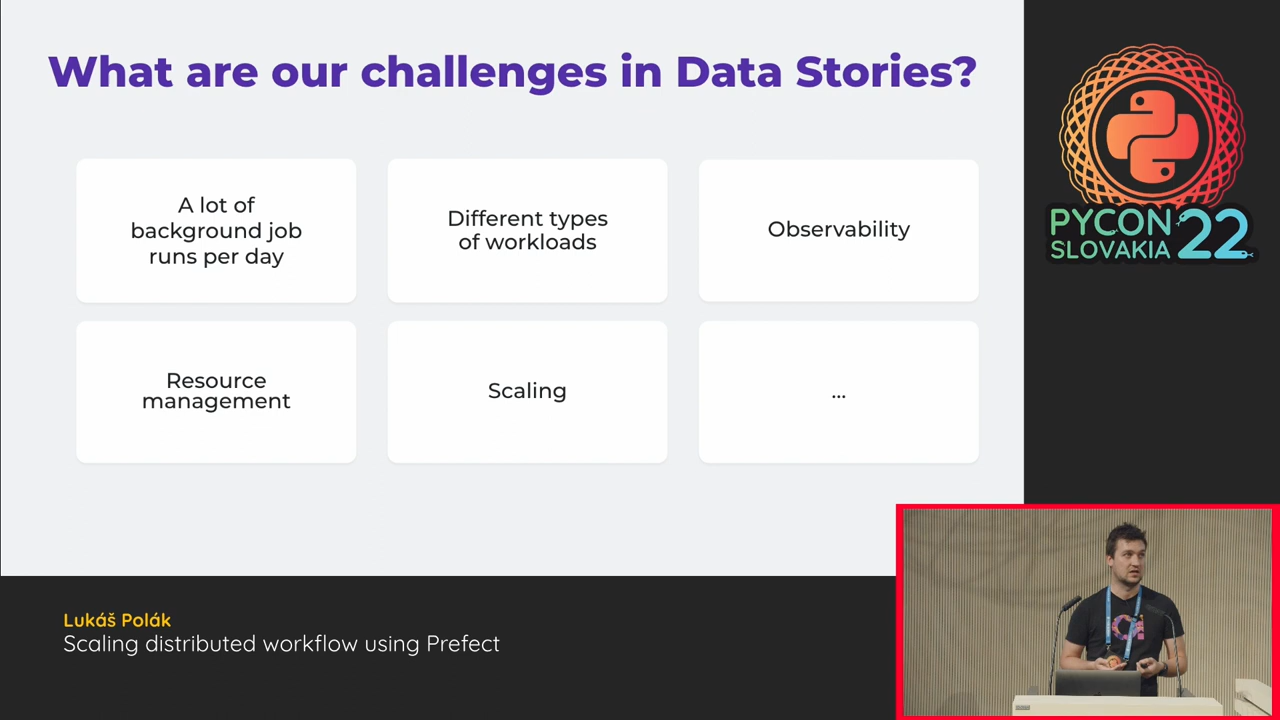 What are our challenges in Data Stories?
A lot of
background job
runs per day
Different types
of workloads
Observability
Resource
management
Scaling
...
PYCON
SLOVAKIA 22
Lukáš Polák
Scaling distributed workflow using Prefect